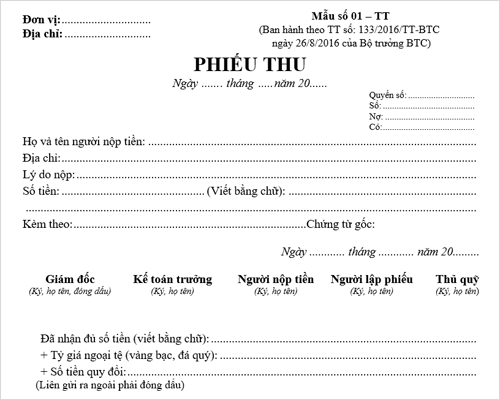 Đơn vị:................................
Địa chỉ: .............................
Mẫu số 01 – TT
(Ban hành theo TT số: 133/2016/TT-BTC
ngày 26/8/2016 của Bộ trưởng BTC)
PHIẾU THU
Ngày ....... tháng .....năm 20......
Quyển số: ...........................
Số: ....................................
Nợ: ...................................
Có:....................................
Họ và tên người nộp tiền: ..............................................................
Địa chỉ:..............................................................
Lý do nộp:..............................................................
Số tiền: ..................................... (Viết bằng chữ): ..............................
..............................................................
Kèm theo:..............................................................Chứng từ gốc:
Ngày ............ tháng ............ năm 20.........
Giám đốc Kế toán trưởng Người nộp tiền Người lập phiếu Thủ quỹ
(Ký, họ tên, đóng dấu) (Ký, họ tên) (Ký, họ tên) (Ký, họ tên) (Ký, họ tên)
Đã nhận đủ số tiền (viết bằng chữ):..............................................................
+ Tỷ giá ngoại tệ (vàng bạc, đá quý):..............................................................
+ Số tiền quy đổi:..............................................................
(Liên gửi ra ngoài phải đóng dấu)